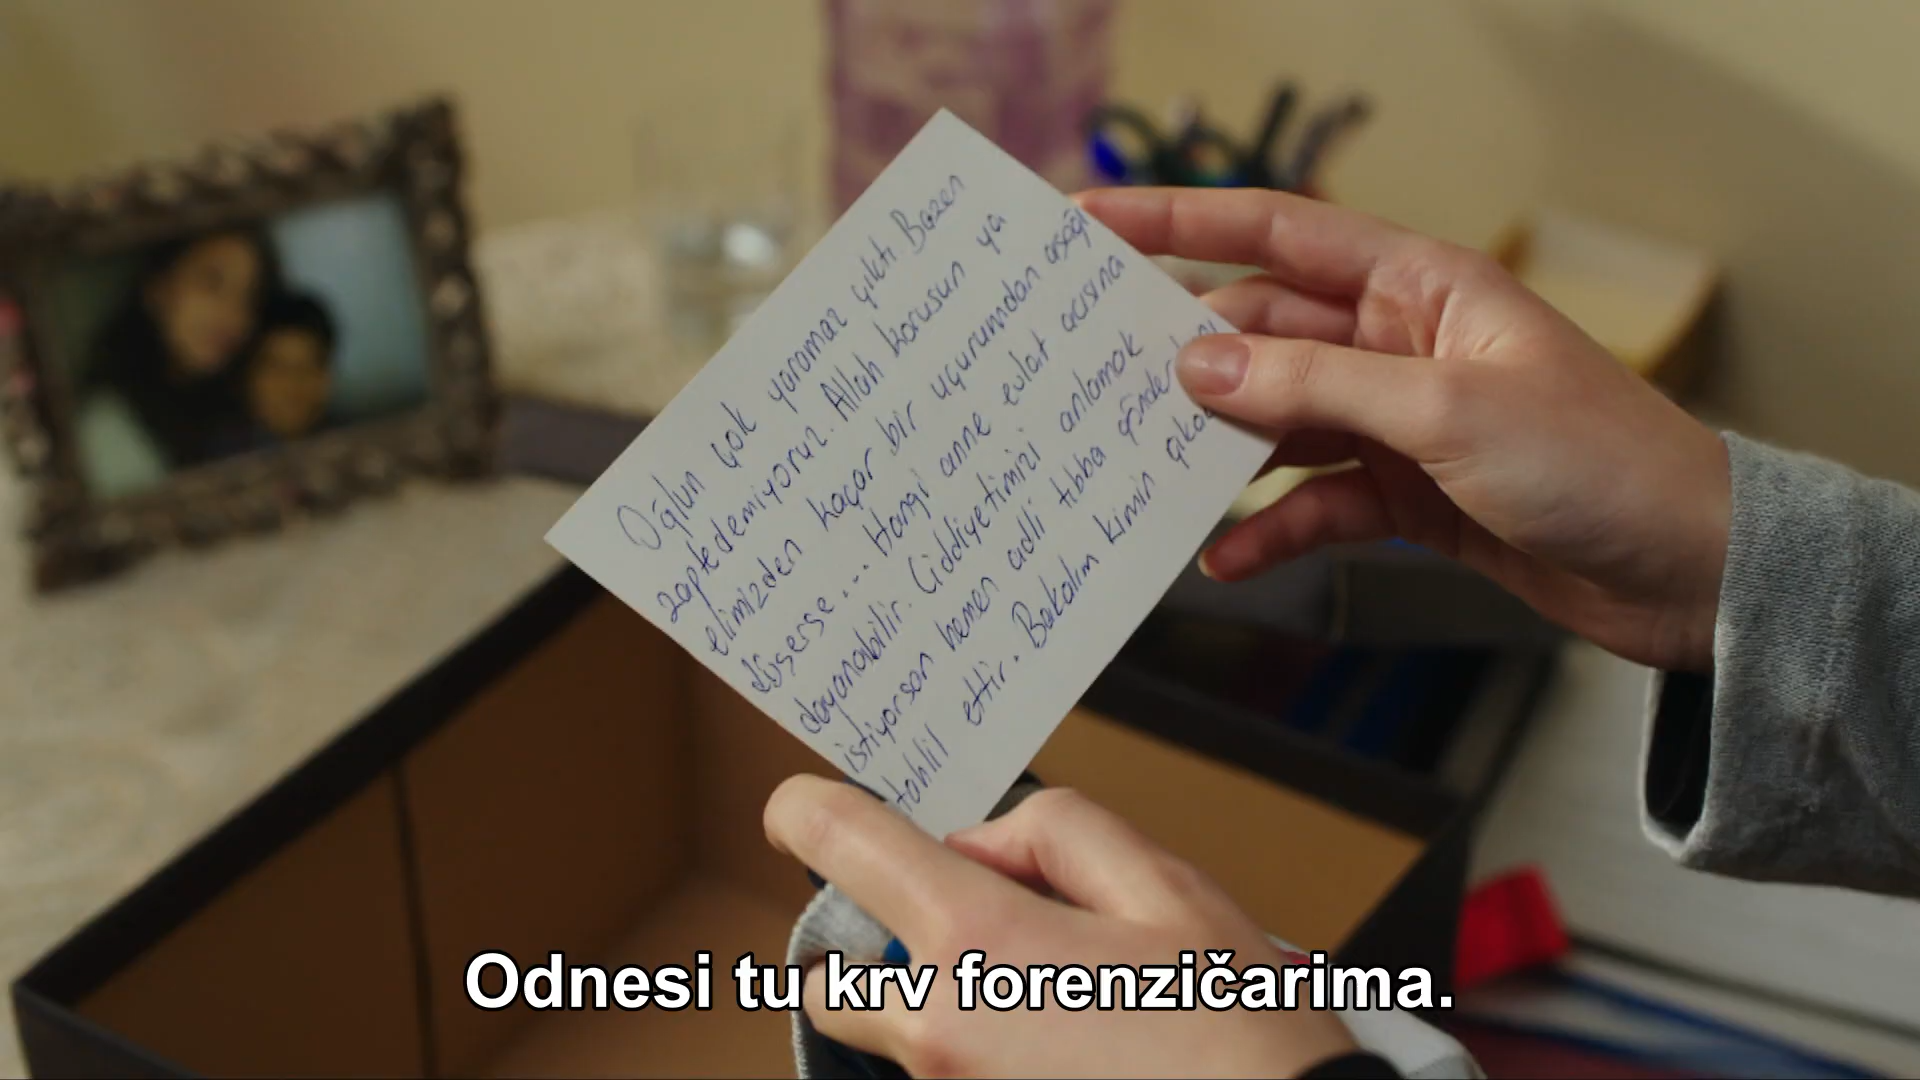 Oğlun çok yaramaz çıktı. Bazen
zaptedemiyoruz. Allah korusun ya
elimizden kaçar bir uçurumdan aşağı
düşerse... Hangi anne evlat acısına
dayanabilir. Ciddiyetimizi anlamak
istiyorsan hemen adli tıbba
tahlil ettir. Bakalım kimin
Odnesi tu krv forenzičarima.